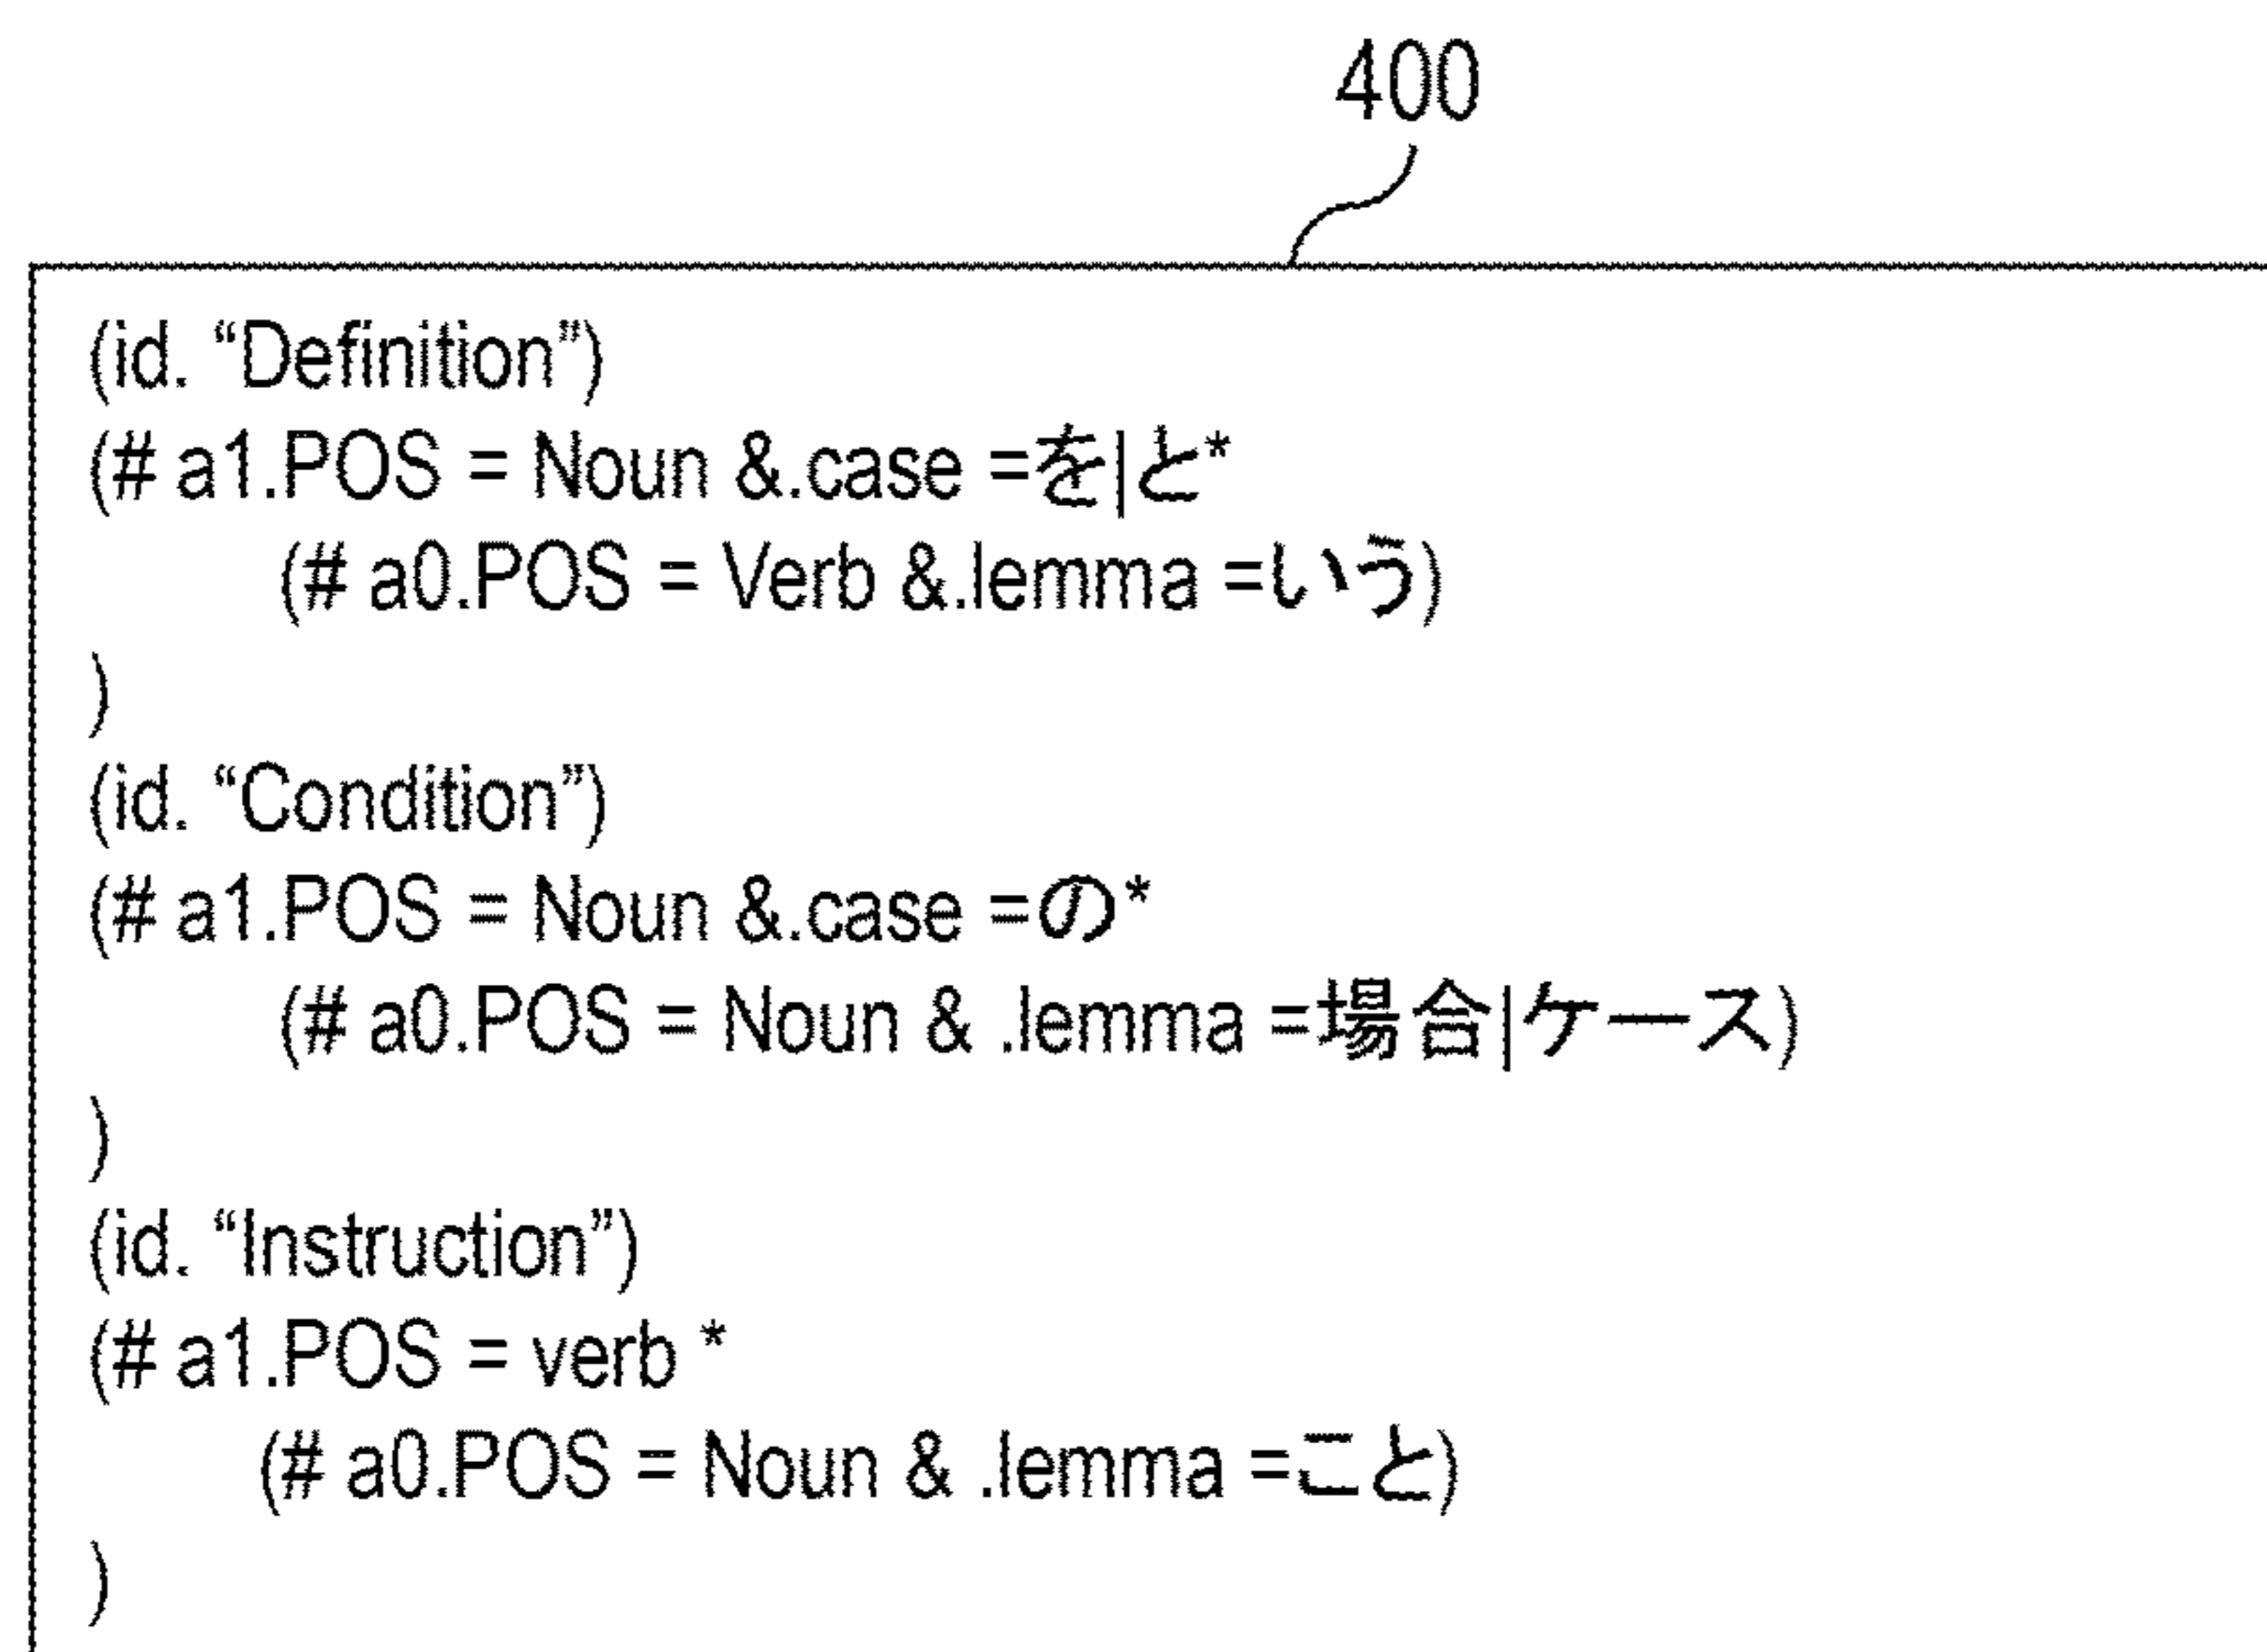 400
(id. “Definition”)
(# a1.POS = Noun &.case =を|と*
(# a0.POS = Verb &.lemma =いう)
)
(id. “Condition”)
(# a1.POS = Noun &.case =の*
(# a0.POS = Noun & .lemma =場合|ケース)
)
(id. “Instruction”)
(# a1.POS = verb *
(# a0.POS = Noun & .lemma =こと)
)